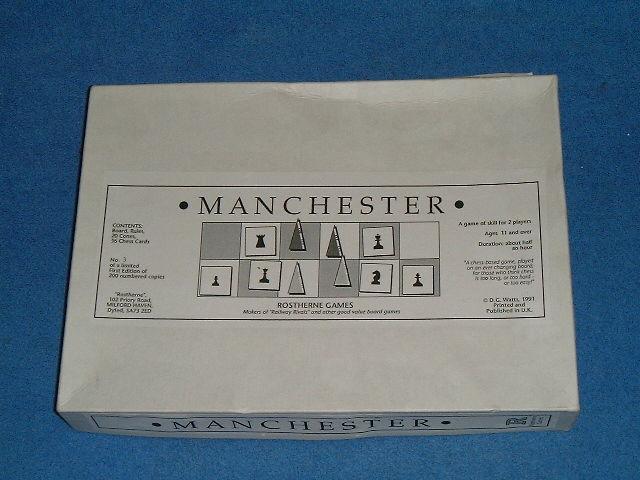 • MANCHESTER •
CONTENTS:
Board, Rules,
20 Cones,
36 Chess Cards
No. 3
of a limited
First Edition of
200 numbered copies
"Rostherne",
102 Priory Road,
MILFORD HAVEN,
Dyfed, SA73 2ED
A game of skill for 2 players
Ages 11 and over
Duration: about half
an hour
"A chess-based game, played
on an ever changing board,
for those who think chess
is too long, or too hard -
or too easy!"
© D.G. Watts, 1991
Printed and
Published in U.K.
ROSTHERNE GAMES
Makers of "Railway Rivals" and other good value board games
• MANCHESTER •